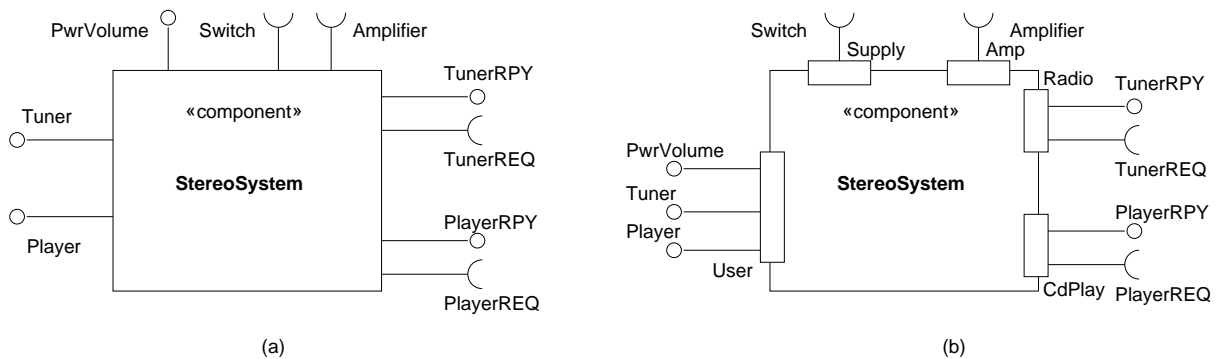 PwrVolume
Switch
Amplifier
TunerRPY
Tuner
«component»
TunerREQ
StereoSystem
Player
PlayerRPY
PlayerREQ
(a)
Switch
Amplifier
Supply
Amp
Radio
TunerRPY
«component»
PwrVolume
TunerREQ
Tuner
StereoSystem
Player
PlayerRPY
User
CdPlay
PlayerREQ
(b)